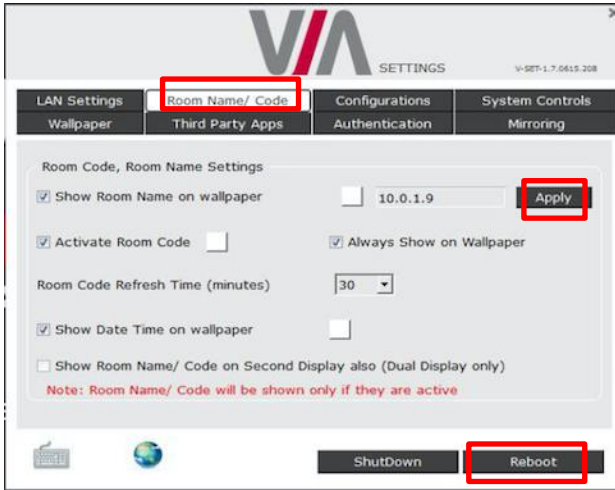 VIA
SETTINGS
V-SET-1.7.0615.208
LAN Settings Room Name/ Code Configurations System Controls
Wallpaper Third Party Apps Authentication Mirroring
Room Code, Room Name Settings
Show Room Name on wallpaper 10.0.1.9 Apply
Activate Room Code Always Show on Wallpaper
Room Code Refresh Time (minutes) 30
Show Date Time on wallpaper
Show Room Name/ Code on Second Display also (Dual Display only)
Note: Room Name/ Code will be shown only if they are active
ShutDown Reboot